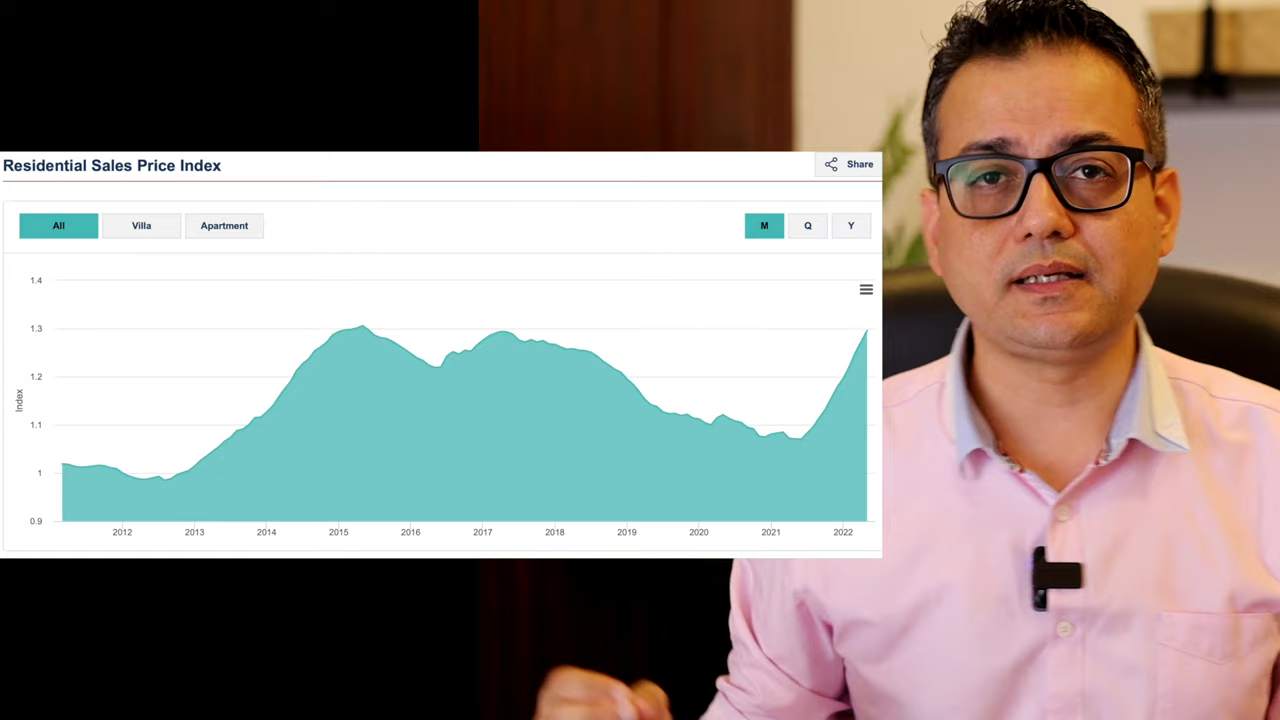 Residential Sales Price Index
Share
All Villa Apartment M Q Y
1.4
1.3
1.2
1.1
1
0.9
Index
2012 2013 2014 2015 2016 2017 2018 2019 2020 2021 2022